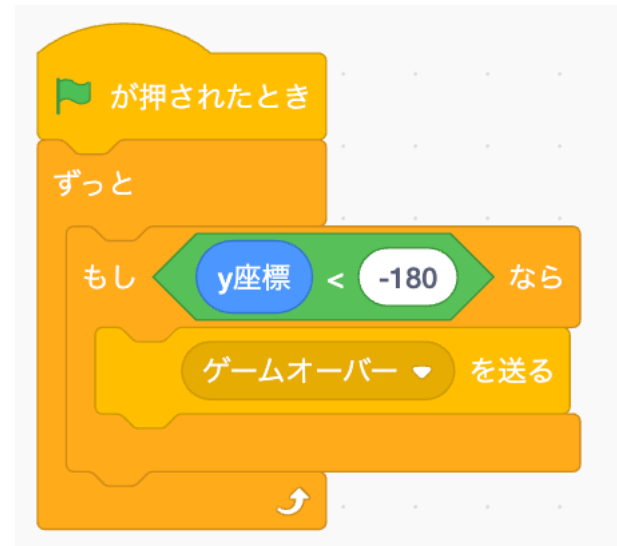 が押されたとき
ずっと
もし y座標 < -180 なら
ゲームオーバー を送る